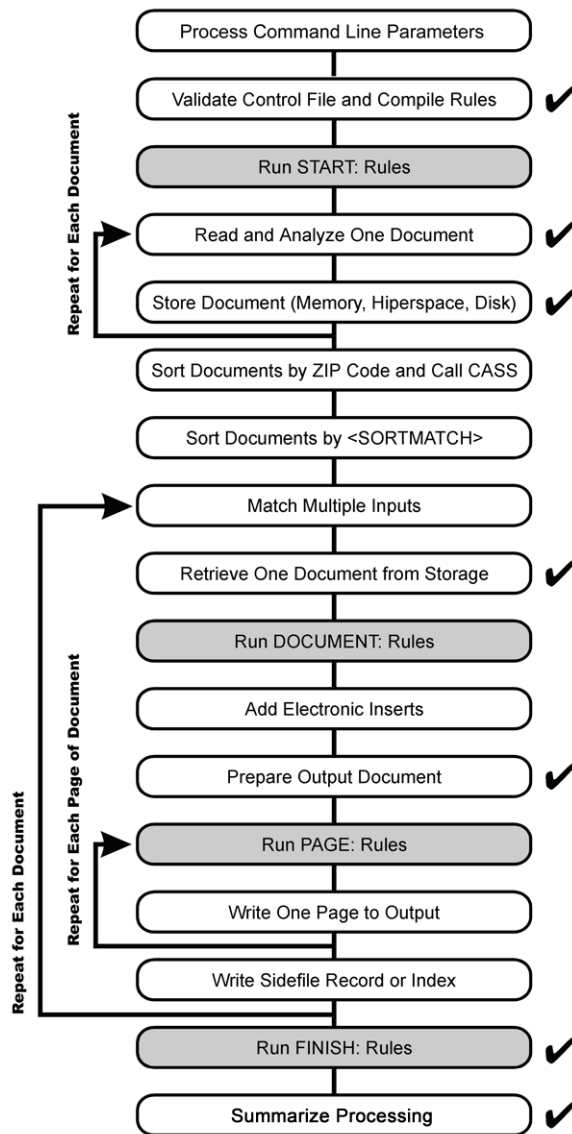 Process Command Line Parameters
Validate Control File and Compile Rules
Run START: Rules
Repeat for Each Document
Read and Analyze One Document
Store Document (Memory, Hiperspace, Disk)
Sort Documents by ZIP Code and Call CASS
Sort Documents by <SORTMATCH>
Repeat for Each Document
Match Multiple Inputs
Retrieve One Document from Storage
Run DOCUMENT: Rules
Add Electronic Inserts
Prepare Output Document
Repeat for Each Page of Document
Run PAGE: Rules
Write One Page to Output
Write Sidefile Record or Index
Run FINISH: Rules
Summarize Processing